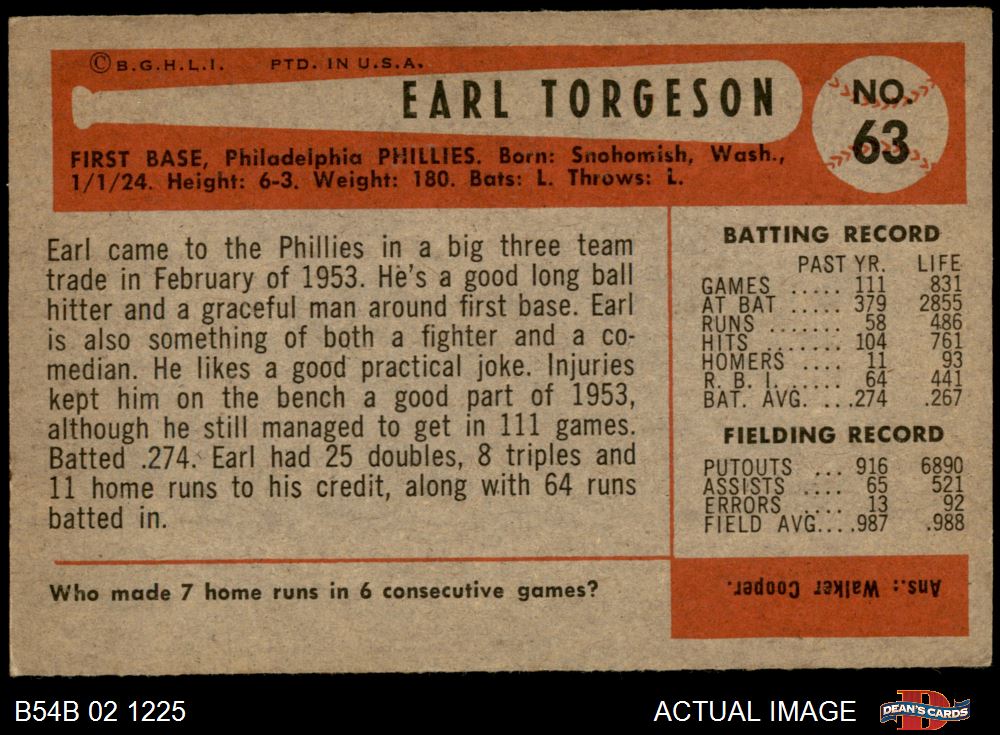 © B.G.H.L.I. PTD. IN U.S.A.
EARL TORGESON
NO.
63
FIRST BASE, Philadelphia PHILLIES. Born: Snohomish, Wash.,
1/1/24. Height: 6-3. Weight: 180. Bats: L. Throws: L.
Earl came to the Phillies in a big three team
trade in February of 1953. He's a good long ball
hitter and a graceful man around first base. Earl
is also something of both a fighter and a co-
median. He likes a good practical joke. Injuries
kept him on the bench a good part of 1953,
although he still managed to get in 111 games.
Batted .274. Earl had 25 doubles, 8 triples and
11 home runs to his credit, along with 64 runs
batted in.
BATTING RECORD
PAST YR. LIFE
GAMES ..... 111 831
AT BAT ..... 379 2855
RUNS ....... 58 486
HITS ....... 104 761
HOMERS .... 11 93
R. B. I. ..... 64 441
BAT. AVG. ... .274 .267
FIELDING RECORD
PUTOUTS ... 916 6890
ASSISTS .... 65 521
ERRORS .... 13 92
FIELD AVG.... .987 .988
Who made 7 home runs in 6 consecutive games?
Ans.: Walker Cooper.
B54B 02 1225
ACTUAL IMAGE
D
DEAN'S CARDS